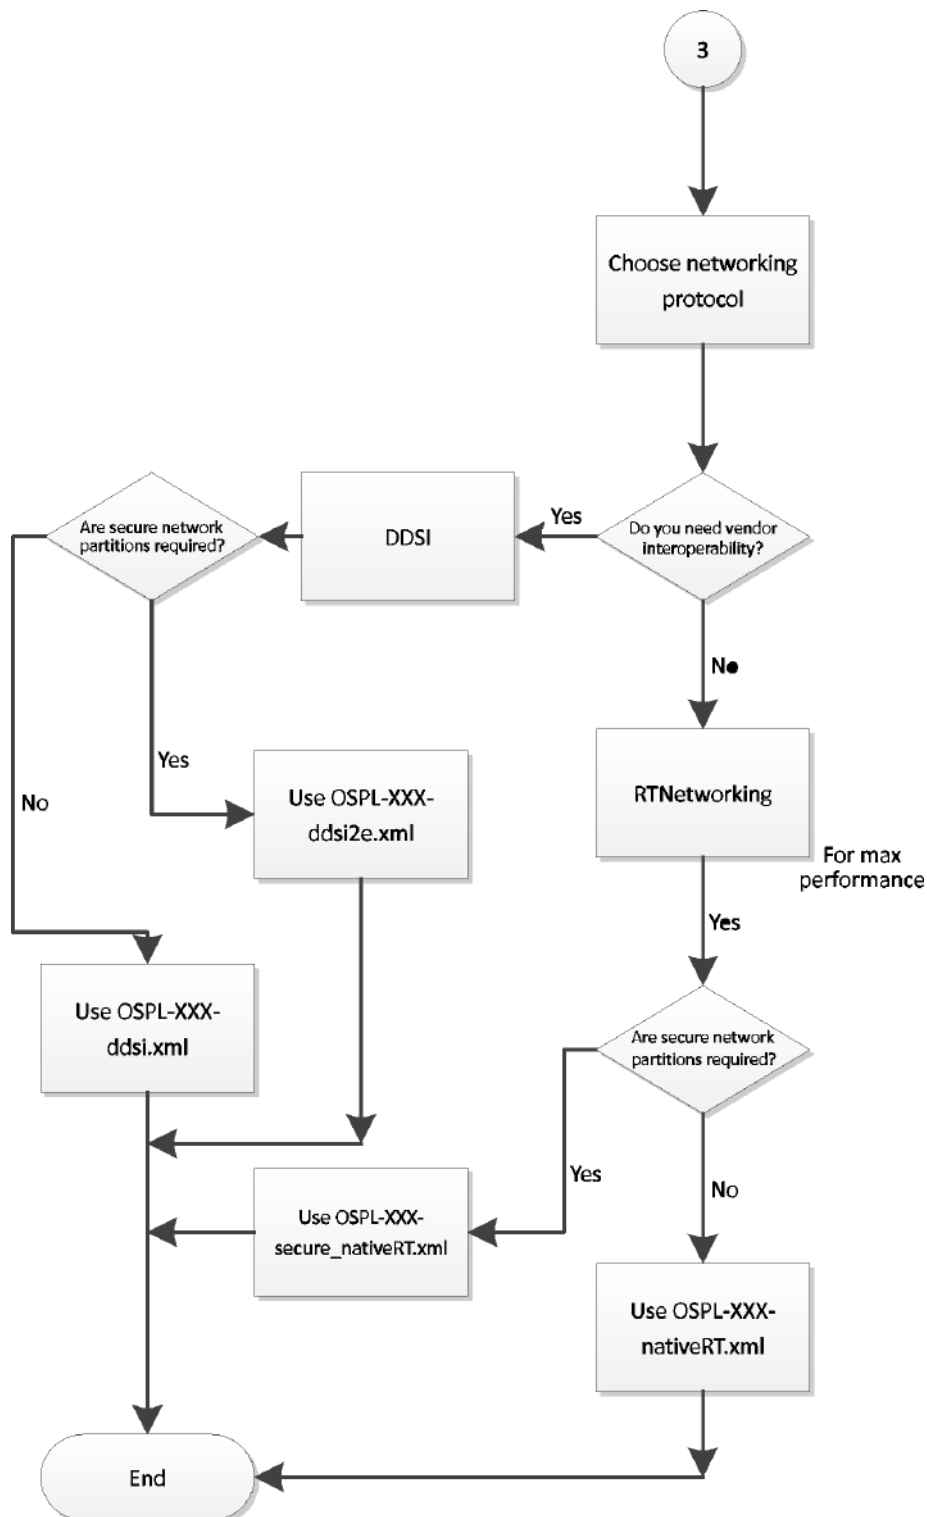 3
Choose networking
protocol
Do you need vendor
interoperability?
Yes
DDSI
Are secure network
partitions required?
No
Yes
Use OSPL-XXX-
ddsi2e.xml
No
Use OSPL-XXX-
ddsi.xml
RTNetworking
For max
performance
Yes
Are secure network
partitions required?
Yes
Use OSPL-XXX-
secure_nativeRT.xml
No
Use OSPL-XXX-
nativeRT.xml
End